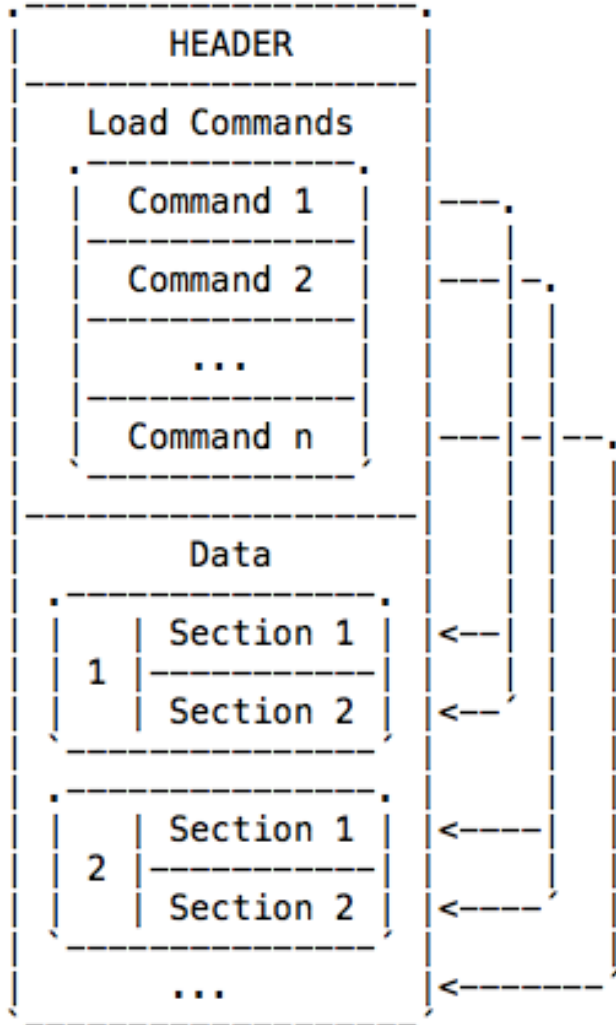 HEADER
Load Commands
Command 1
Command 2
...
Command n
Data
1
Section 1
Section 2
2
Section 1
Section 2
...